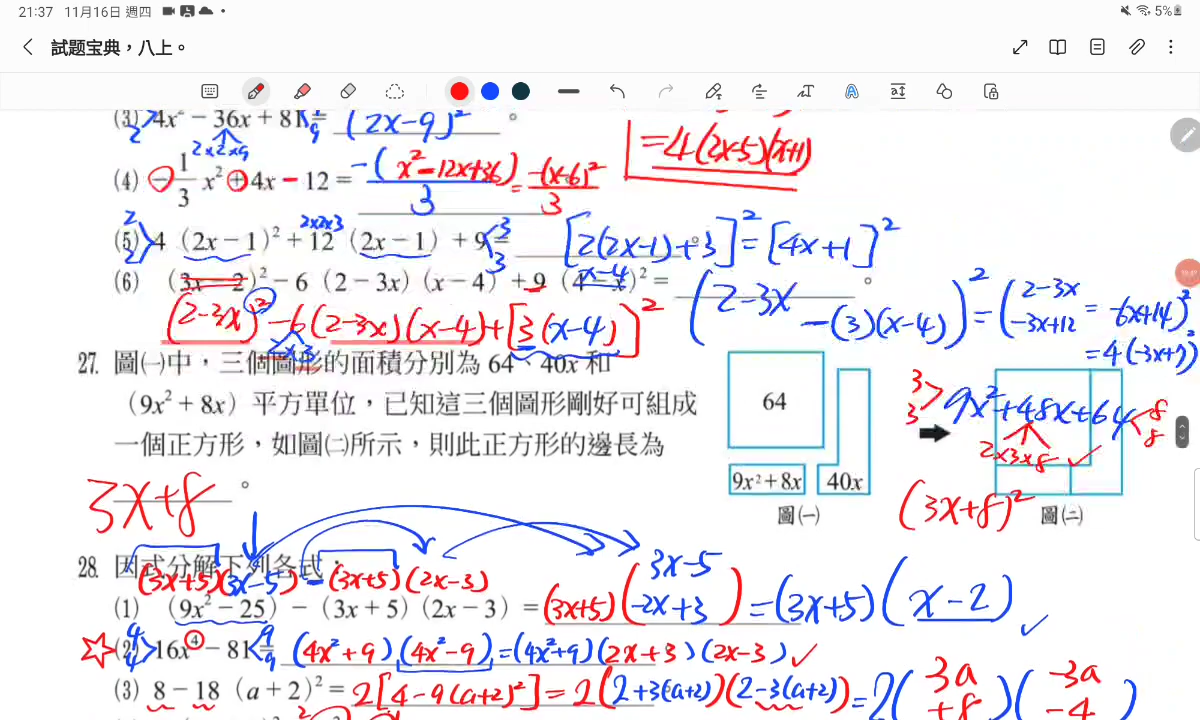 21:37 11月16日 週四 5%
試题宝典，八上。
(3) 4x² − 36x + 81 = (2x−9)² 。
2x2x9
=4(2x-5)(x+1)
(4) −1/3 x² + 4x − 12 = −(x²−12x+36)/3 = −(x−6)²/3
(5) 4 (2x − 1)² + 12 (2x − 1) + 9 = [2(2x-1)+3]² = [4x+1]² 。
2x2x3
(6) (3x − 2)² − 6 (2 − 3x) (x − 4) + 9 (4 − x)² = 。
x-4
(2-3x)² -6(2-3x)(x-4)+[3(x-4)]²
(2-3x -(3)(x-4))² = (2-3x -3x+12 = -6x+14)²
=4(-3x+7)²
27. 圖㈠中，三個圖形的面積分別為 64、40x 和
（9x² + 8x）平方單位，已知這三個圖形剛好可組成
一個正方形，如圖㈡所示，則此正方形的邊長為
3x+8 。
64
9x² + 8x
40x
圖㈠
9x²+48x+64
3 3 8 8
2x3x8
(3x+8)²
圖㈡
28. 因式分解下列各式：
(3x+5)(3x-5) - (3x+5)(2x-3)
(1) (9x² − 25) − (3x + 5) (2x − 3) = (3x+5)(3x-5 -2x+3) = (3x+5)(x-2)
(2) 16x⁴ − 81 = (4x²+9)(4x²-9) = (4x²+9)(2x+3)(2x-3)
(3) 8 − 18 (a + 2)² = 2[4-9(a+2)²] = 2(2+3(a+2))(2-3(a+2)) = 2(3a +8)(-3a -4)